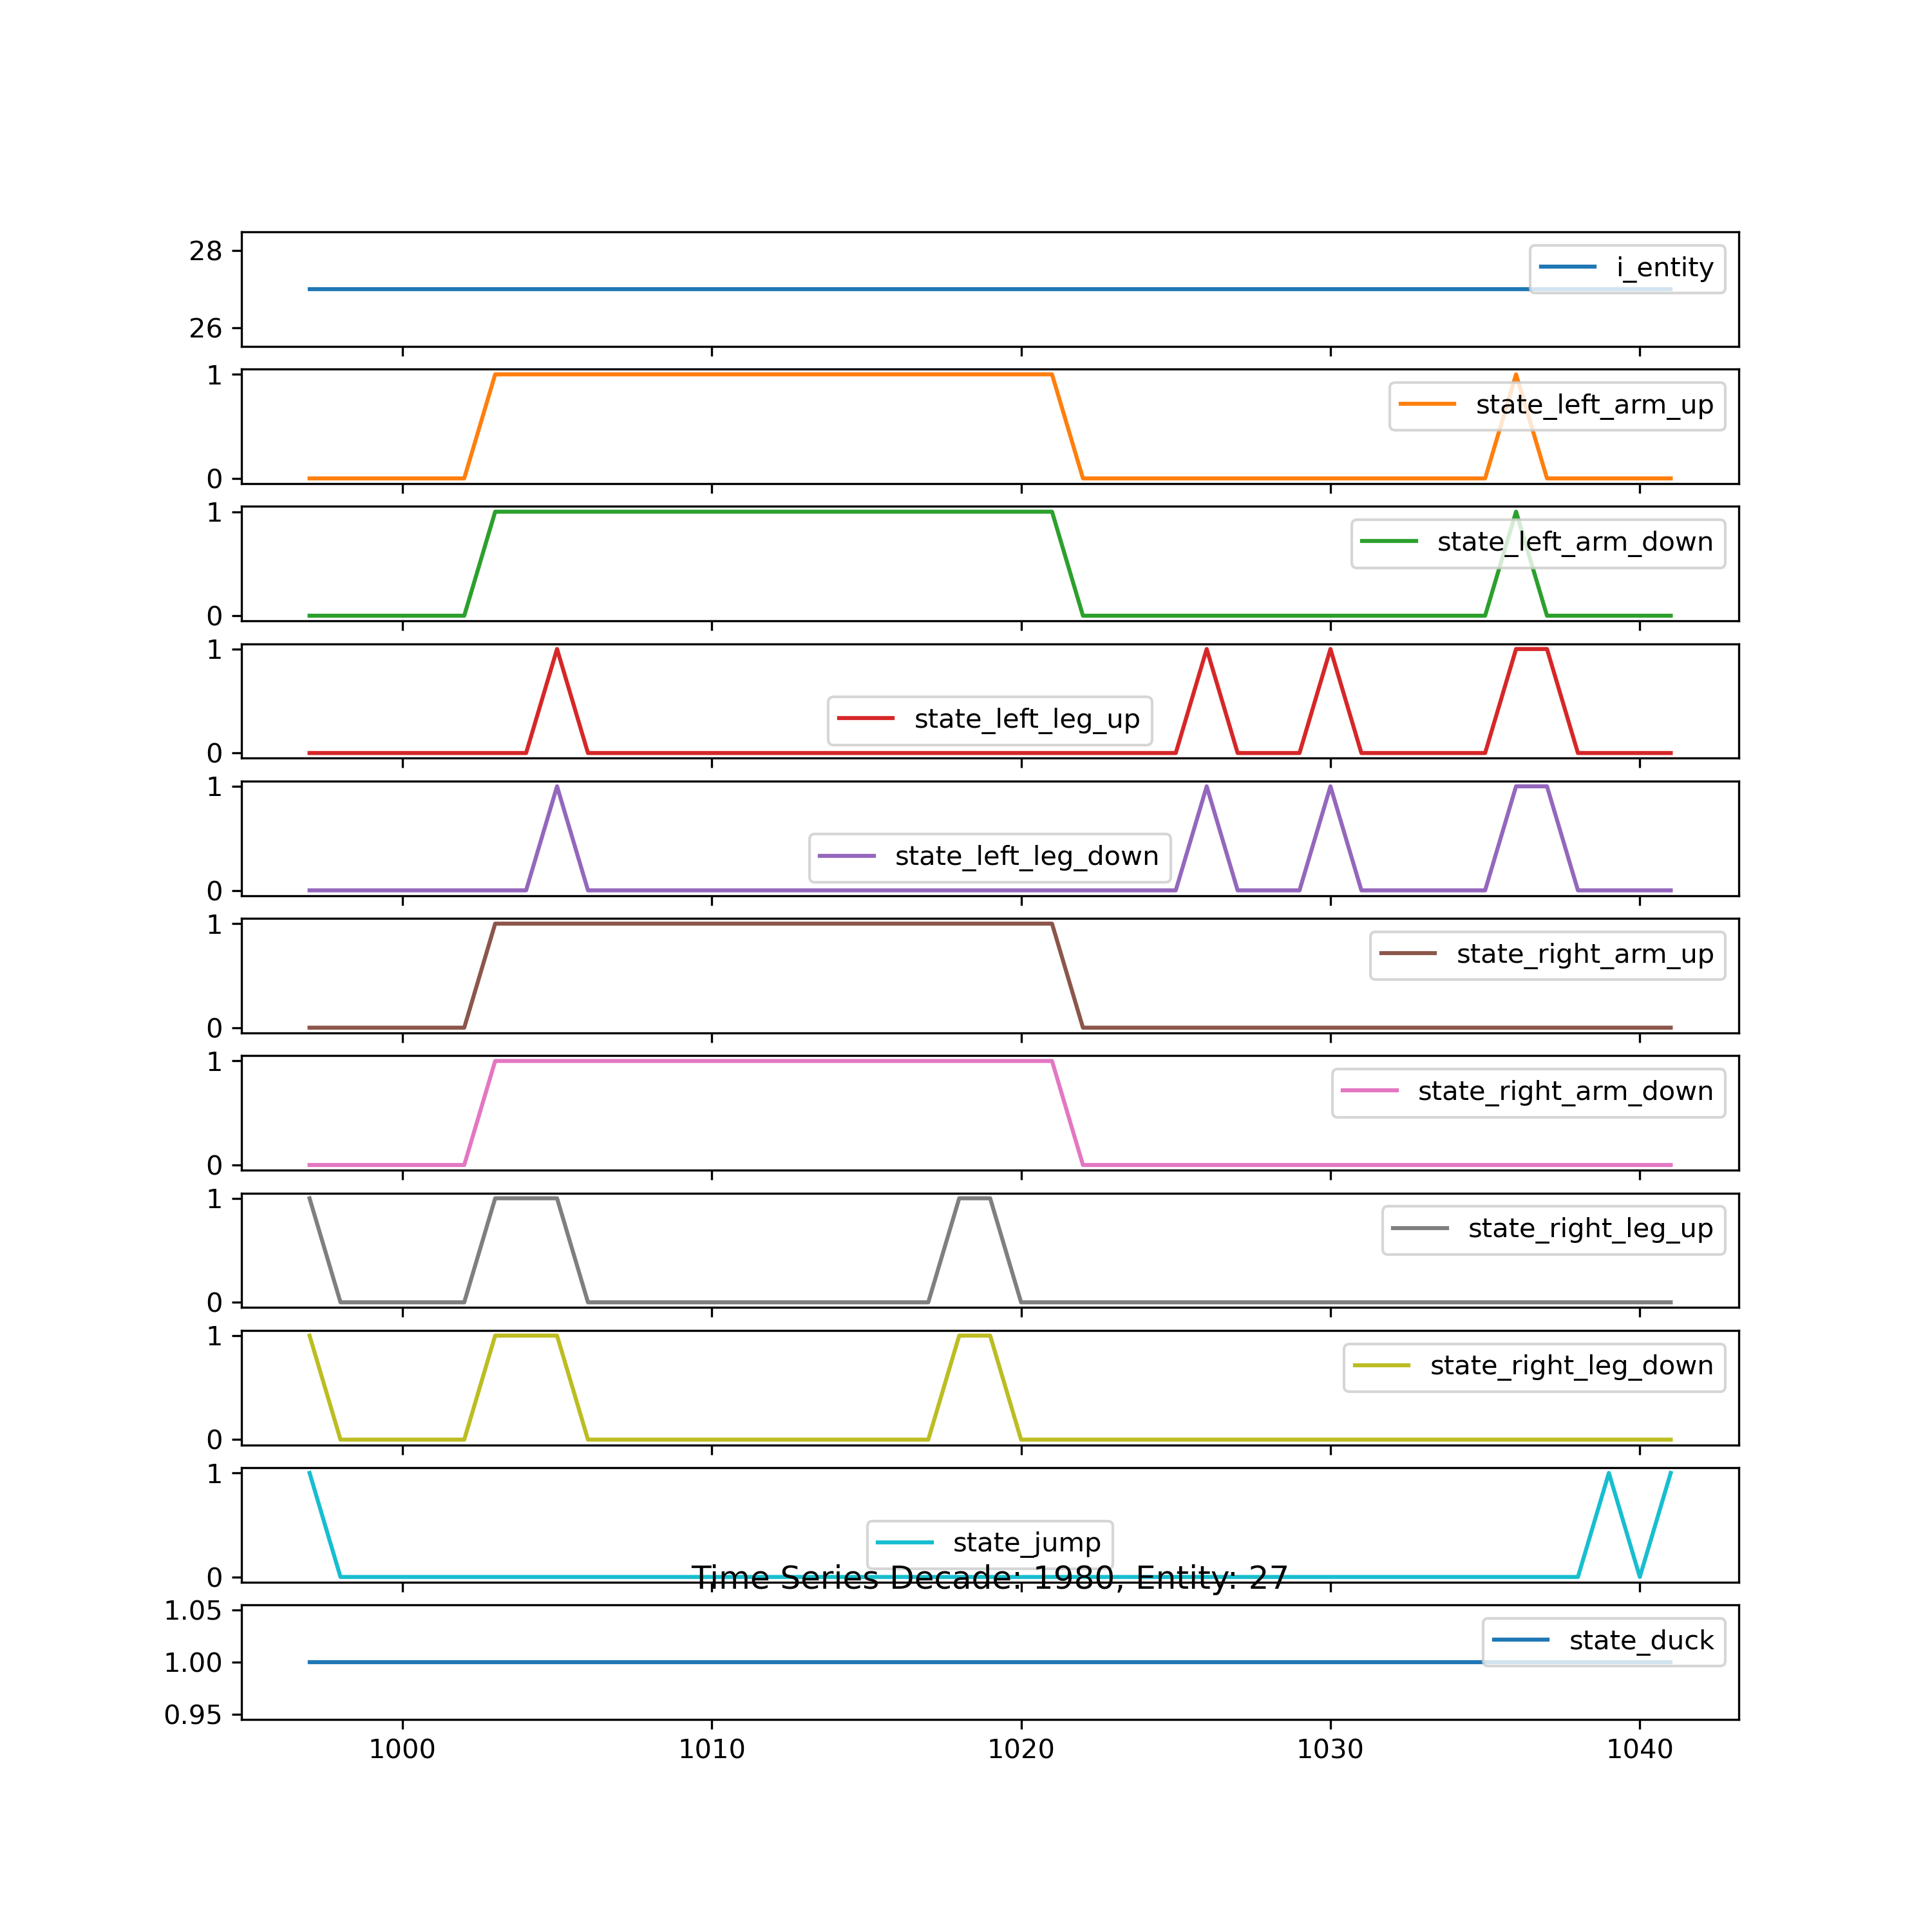 28
i_entity
26
1
state_left_arm_up
0
1
state_left_arm_down
0
1
state_left_leg_up
0
1
state_left_leg_down
0
1
state_right_arm_up
0
1
state_right_arm_down
0
1
state_right_leg_up
0
1
state_right_leg_down
0
1
state_jump
0
Time Series Decade: 1980, Entity: 27
1.05
state_duck
1.00
0.95
1000 1010 1020 1030 1040